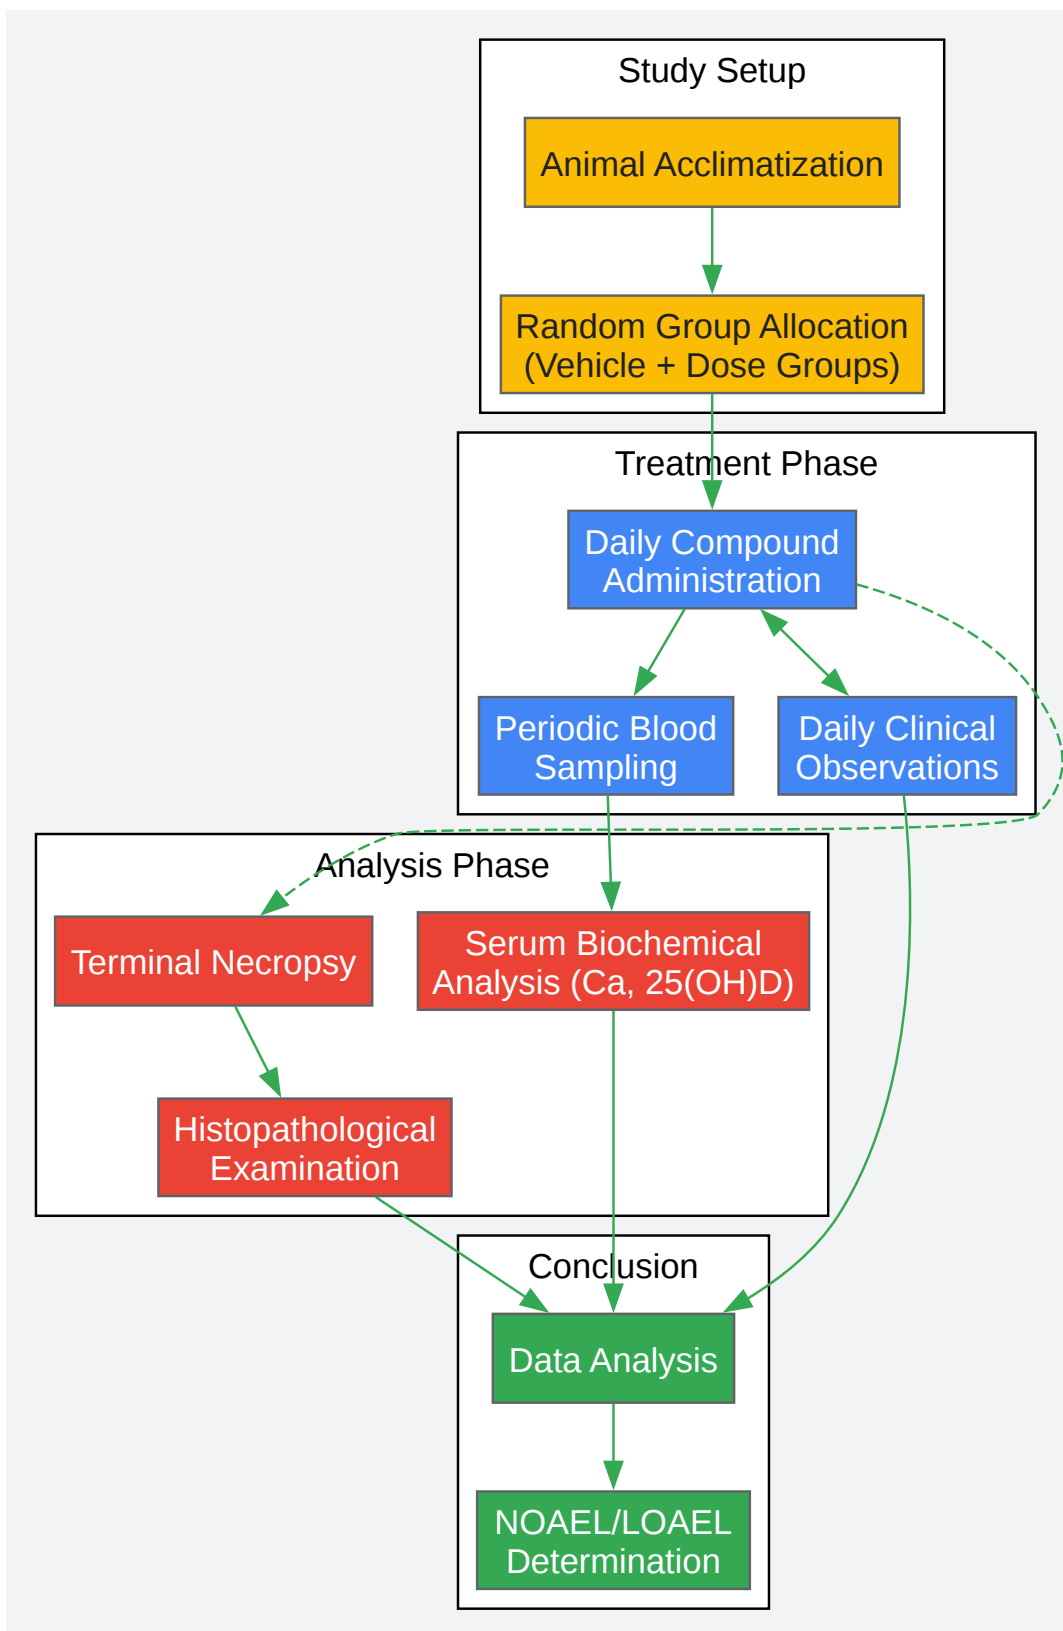 Study Setup
Animal Acclimatization
Random Group Allocation
(Vehicle + Dose Groups)
Treatment Phase
Daily Compound
Administration
Periodic Blood
Sampling
Daily Clinical
Observations
Analysis Phase
Terminal Necropsy
Serum Biochemical
Analysis (Ca, 25(OH)D)
Histopathological
Examination
Conclusion
Data Analysis
NOAEL/LOAEL
Determination